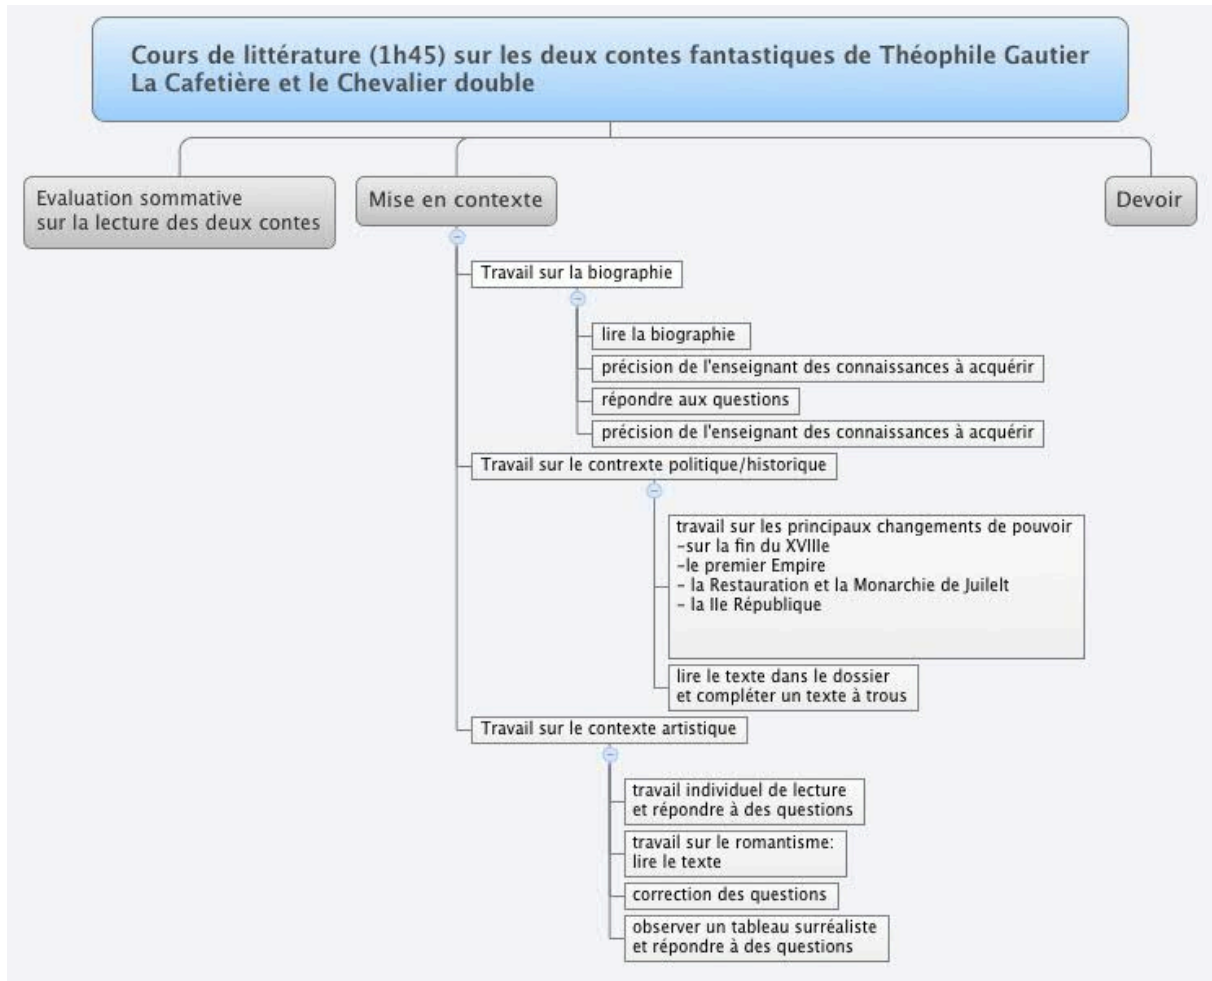 Cours de littérature (1h45) sur les deux contes fantastiques de Théophile Gautier
La Cafetière et le Chevalier double
Evaluation sommative
sur la lecture des deux contes
Mise en contexte
Devoir
Travail sur la biographie
lire la biographie
précision de l'enseignant des connaissances à acquérir
répondre aux questions
précision de l'enseignant des connaissances à acquérir
Travail sur le contrexte politique/historique
travail sur les principaux changements de pouvoir
-sur la fin du XVIIIe
-le premier Empire
- la Restauration et la Monarchie de Juilelt
- la IIe République
lire le texte dans le dossier
et compléter un texte à trous
Travail sur le contexte artistique
travail individuel de lecture
et répondre à des questions
travail sur le romantisme:
lire le texte
correction des questions
observer un tableau surréaliste
et répondre à des questions